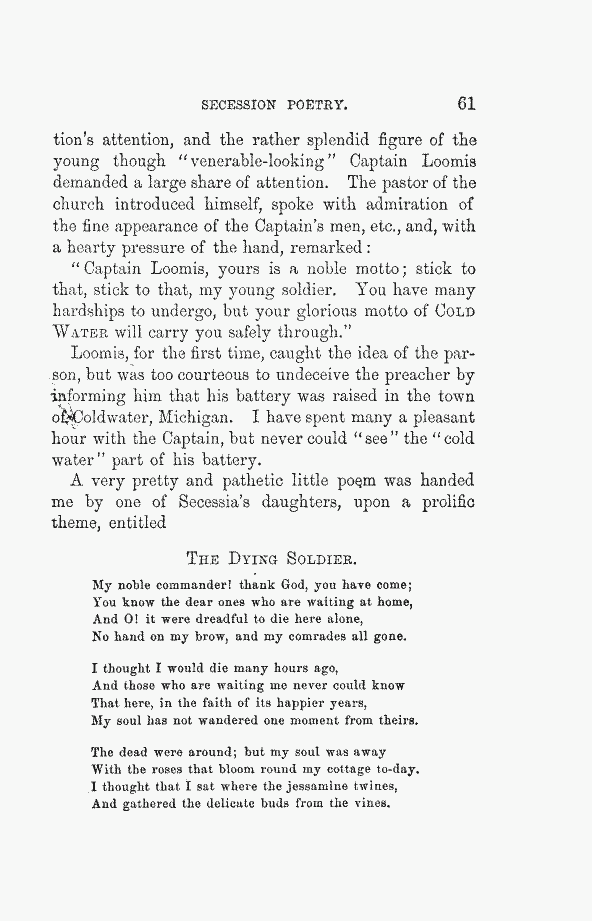 SECESSION POETRY. 61
tion's attention, and the rather splendid figure of the
young though "venerable-looking" Captain Loomis
demanded a large share of attention. The pastor of the
church introduced himself, spoke with admiration of
the fine appearance of the Captain's men, etc., and, with
a hearty pressure of the hand, remarked:
"Captain Loomis, yours is a noble motto; stick to
that, stick to that, my young soldier. You have many
hardships to undergo, but your glorious motto of COLD
WATER will carry you safely through."
Loomis, for the first time, caught the idea of the par-
son, but was too courteous to undeceive the preacher by
informing him that his battery was raised in the town
of Coldwater, Michigan. I have spent many a pleasant
hour with the Captain, but never could "see" the "cold
water" part of his battery.
A very pretty and pathetic little poem was handed
me by one of Secessia's daughters, upon a prolific
theme, entitled
THE DYING SOLDIER.
My noble commander! thank God, you have come;
You know the dear ones who are waiting at home,
And O! it were dreadful to die here alone,
No hand on my brow, and my comrades all gone.
I thought I would die many hours ago,
And those who are waiting me never could know
That here, in the faith of its happier years,
My soul has not wandered one moment from theirs.
The dead were around; but my soul was away
With the roses that bloom round my cottage to-day.
I thought that I sat where the jessamine twines,
And gathered the delicate buds from the vines.